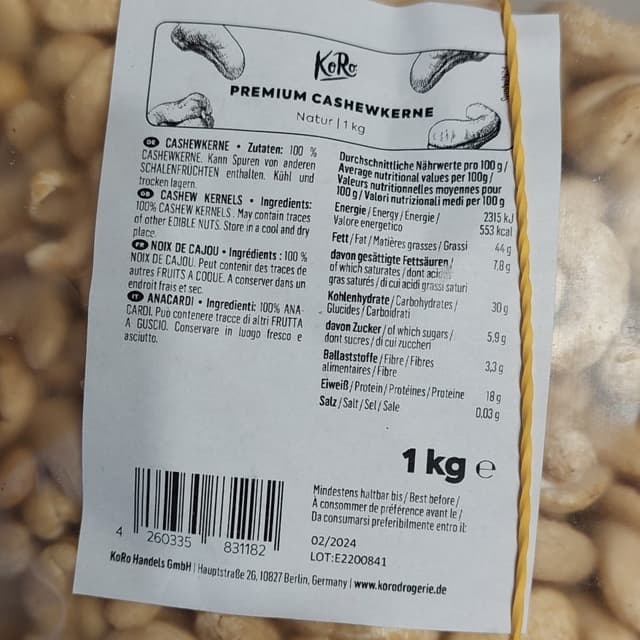 KoRo
PREMIUM CASHEWKERNE
Natur | 1 kg
DE CASHEWKERNE • Zutaten: 100 %
CASHEWKERNE. Kann Spuren von anderen
SCHALENFRÜCHTEN enthalten. Kühl und
trocken lagern.
GB CASHEW KERNELS • Ingredients:
100% CASHEW KERNELS. May contain traces
of other EDIBLE NUTS. Store in a cool and dry
place.
FR NOIX DE CAJOU • Ingrédients : 100 %
NOIX DE CAJOU. Peut contenir des traces de
autres FRUITS A COQUE. A conserver dans un
endroit frais et sec.
IT ANACARDI • Ingredienti: 100% ANA-
CARDI. Può contenere tracce di altri FRUTTA
A GUSCIO. Conservare in luogo fresco e
asciutto.
Durchschnittliche Nährwerte pro 100 g /
Average nutritional values per 100g /
Valeurs nutritionnelles moyennes pour
100 g / Valori nutrizionali medi per 100 g
Energie / Energy / Energie / 2315 kJ
Valore energetico 553 kcal
Fett / Fat / Matières grasses / Grassi 44 g
davon gesättigte Fettsäuren / 7,8 g
of which saturates / dont acides
gras saturés / di cui acidi grassi saturi
Kohlenhydrate / Carbohydrates / 30 g
Glucides / Carboidrati
davon Zucker / of which sugars / 5,9 g
dont sucres / di cui zuccheri
Ballaststoffe / Fibre / Fibres 3,3 g
alimentaires / Fibre
Eiweiß / Protein / Protéines / Proteine 18 g
Salz / Salt / Sel / Sale 0,03 g
1 kg e
Mindestens haltbar bis / Best before /
À consommer de préférence avant le /
Da consumarsi preferibilmente entro il:
02/2024
LOT:E2200841
4 260335 831182
KoRo Handels GmbH | Hauptstraße 26, 10827 Berlin, Germany | www.korodrogerie.de